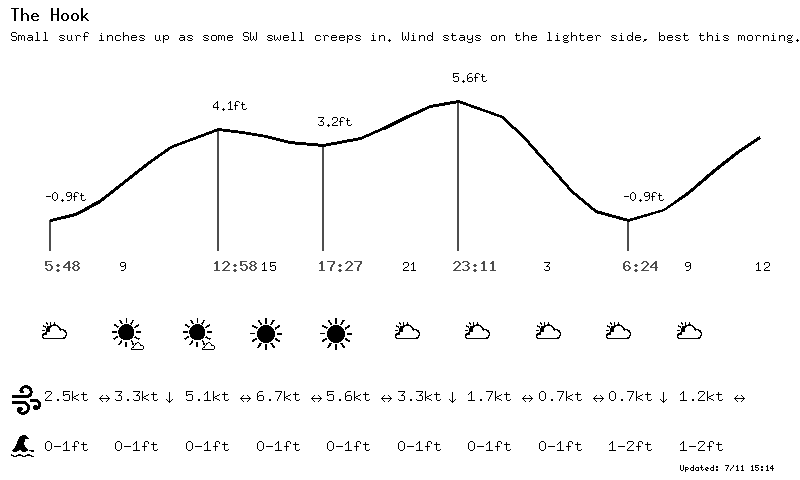 The Hook
Small surf inches up as some SW swell creeps in. Wind stays on the lighter side, best this morning.
5.6ft
4.1ft
3.2ft
-0.9ft -0.9ft
5:48 9 12:58 15 17:27 21 23:11 3 6:24 9 12
2.5kt ↔ 3.3kt ↓ 5.1kt ↔ 6.7kt ↔ 5.6kt ↔ 3.3kt ↓ 1.7kt ↔ 0.7kt ↔ 0.7kt ↓ 1.2kt ↔
0-1ft 0-1ft 0-1ft 0-1ft 0-1ft 0-1ft 0-1ft 0-1ft 1-2ft 1-2ft
Updated: 7/11 15:14